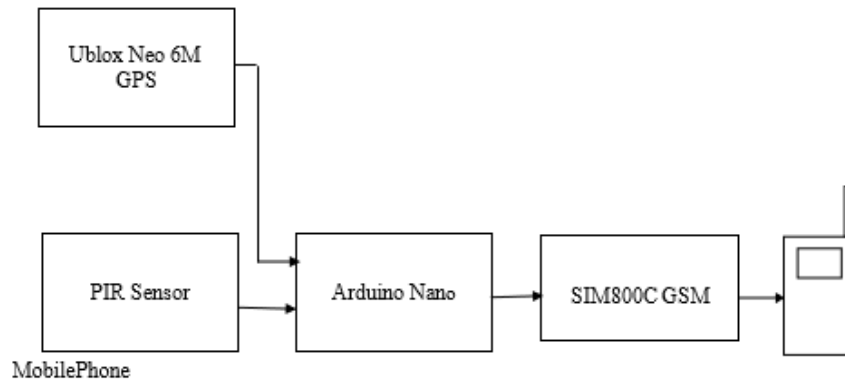 Ublox Neo 6M
GPS
PIR Sensor
Arduino Nano
SIM800C GSM
MobilePhone